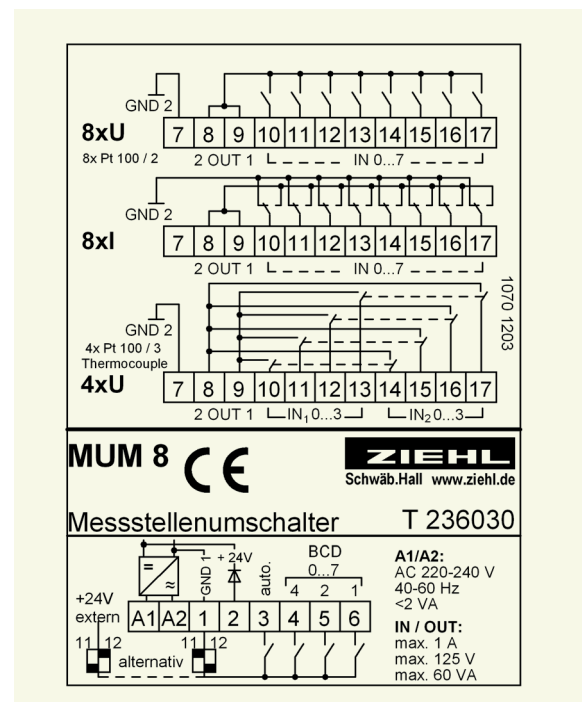 GND 2
8xU
8x Pt 100 / 2
7 8 9 10 11 12 13 14 15 16 17
2 OUT 1 IN 0...7
GND 2
8xI
7 8 9 10 11 12 13 14 15 16 17
2 OUT 1 IN 0...7
1070 1203
GND 2
4x Pt 100 / 3
Thermocouple
4xU
7 8 9 10 11 12 13 14 15 16 17
2 OUT 1 IN1 0...3 IN2 0...3
MUM 8 CE
ZIEHL
Schwäb.Hall www.ziehl.de
Messstellenumschalter T 236030
= ≈
GND 1
+ 24V
auto.
BCD
0...7
4 2 1
+24V
extern
A1 A2 1 2 3 4 5 6
11 12 alternativ 11 12
A1/A2:
AC 220-240 V
40-60 Hz
<2 VA
IN / OUT:
max. 1 A
max. 125 V
max. 60 VA